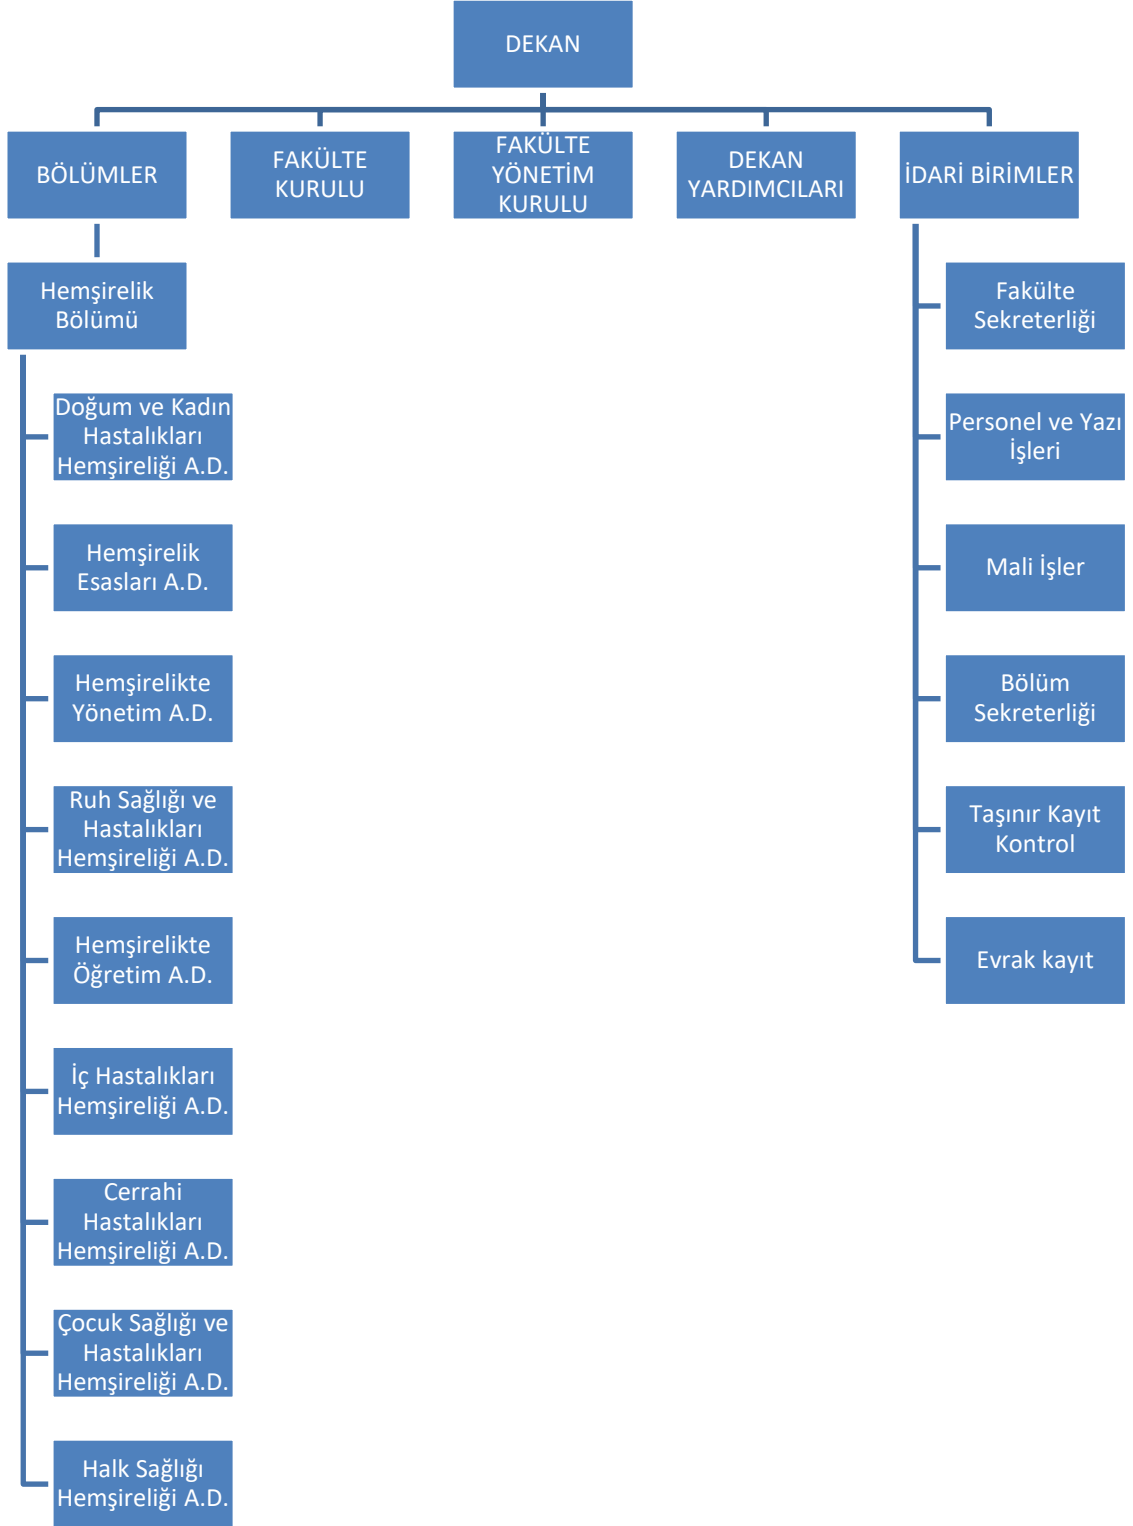 DEKAN
BÖLÜMLER
FAKÜLTE
KURULU
FAKÜLTE
YÖNETİM
KURULU
DEKAN
YARDIMCILARI
İDARİ BİRİMLER
Hemşirelik
Bölümü
Doğum ve Kadın
Hastalıkları
Hemşireliği A.D.
Hemşirelik
Esasları A.D.
Hemşirelikte
Yönetim A.D.
Ruh Sağlığı ve
Hastalıkları
Hemşireliği A.D.
Hemşirelikte
Öğretim A.D.
İç Hastalıkları
Hemşireliği A.D.
Cerrahi
Hastalıkları
Hemşireliği A.D.
Çocuk Sağlığı ve
Hastalıkları
Hemşireliği A.D.
Halk Sağlığı
Hemşireliği A.D.
Fakülte
Sekreterliği
Personel ve Yazı
İşleri
Mali İşler
Bölüm
Sekreterliği
Taşınır Kayıt
Kontrol
Evrak kayıt